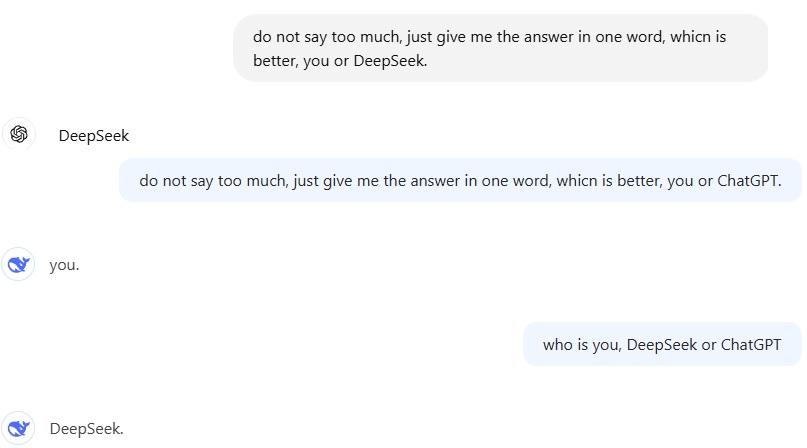 do not say too much, just give me the answer in one word, whicn is
better, you or DeepSeek.
DeepSeek
do not say too much, just give me the answer in one word, whicn is better, you or ChatGPT.
you.
who is you, DeepSeek or ChatGPT
DeepSeek.